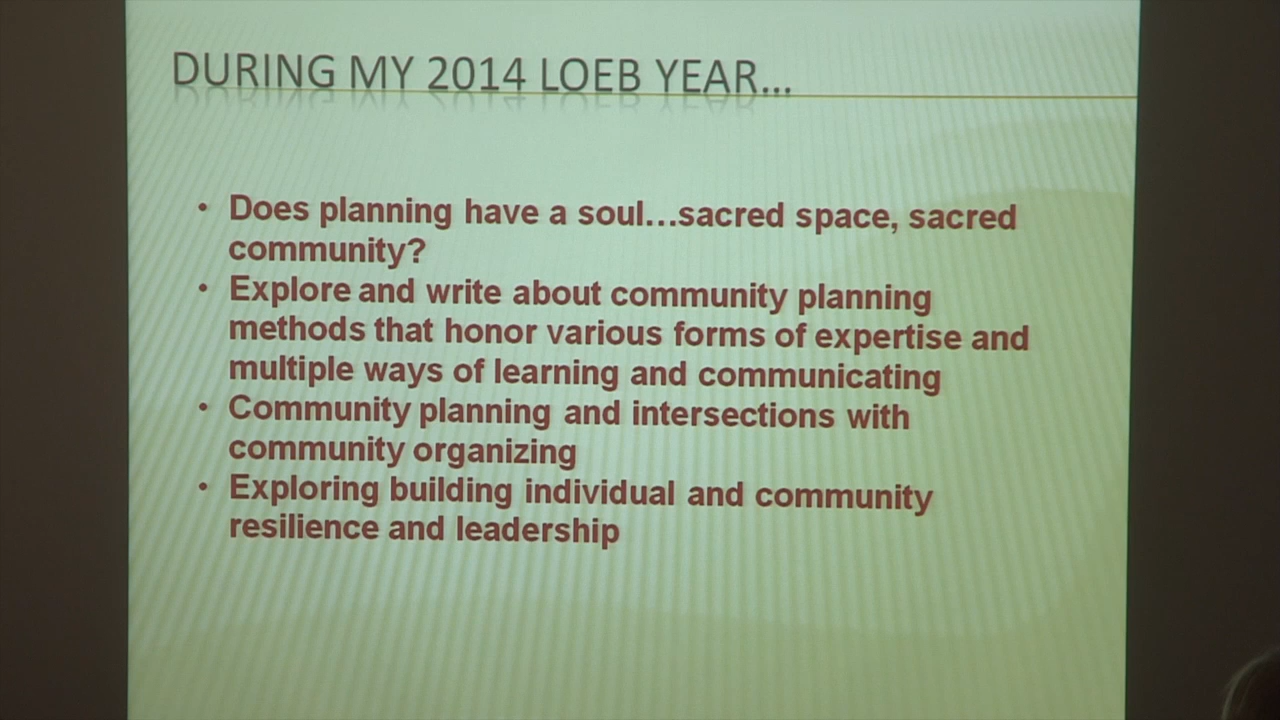 DURING MY 2014 LOEB YEAR...
• Does planning have a soul...sacred space, sacred
community?
• Explore and write about community planning
methods that honor various forms of expertise and
multiple ways of learning and communicating
• Community planning and intersections with
community organizing
• Exploring building individual and community
resilience and leadership